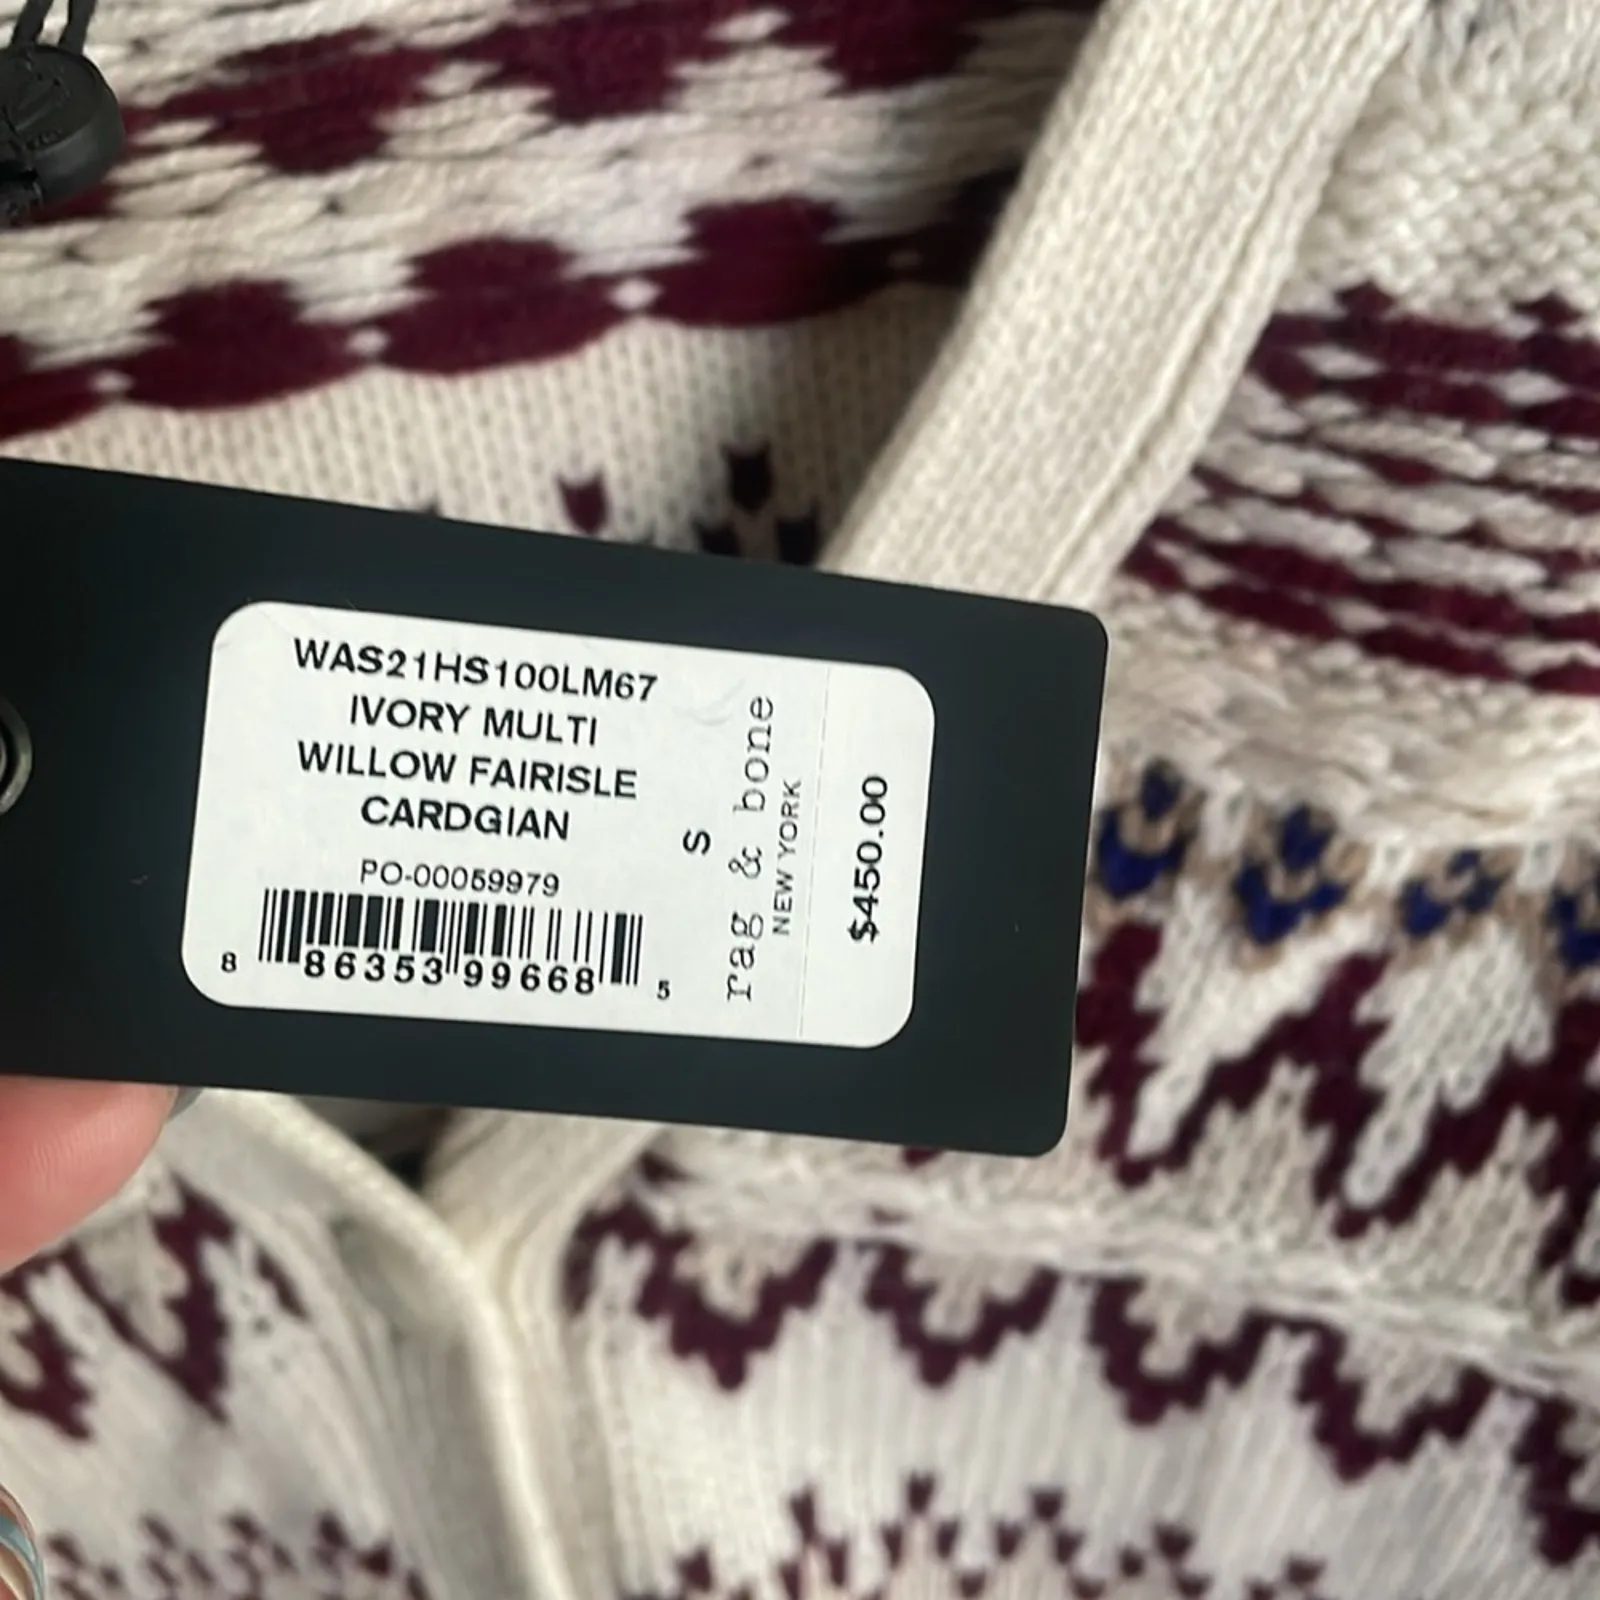 WAS21HS100LM67
IVORY MULTI
WILLOW FAIRISLE
CARDGIAN
PO-00059979
8 86353 99668 5
S
rag & bone
NEW YORK
$450.00